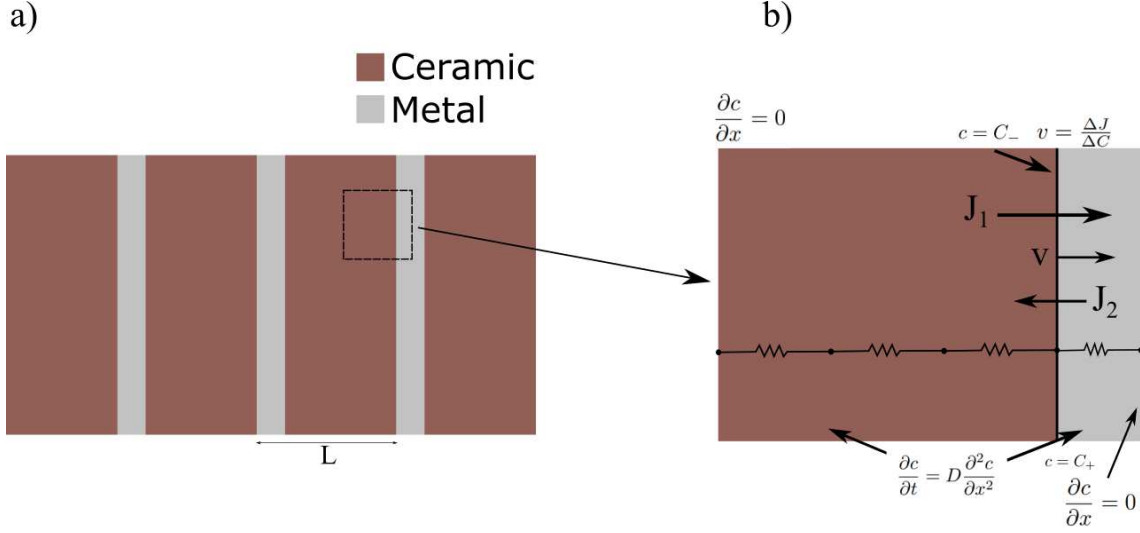 a)
Ceramic
Metal
L
b)
∂c/∂x = 0
c = C₋ v = ΔJ/ΔC
J₁
v
J₂
∂c/∂t = D ∂²c/∂x²
c = C₊
∂c/∂x = 0